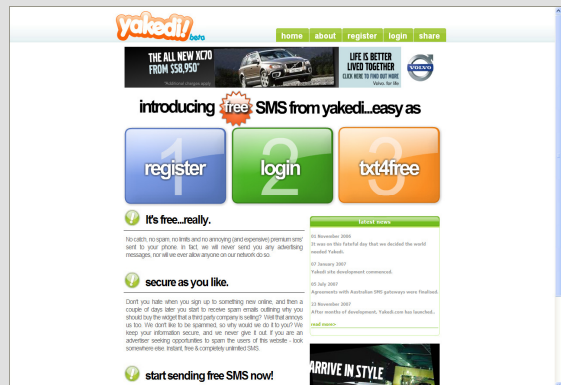 yakedi!
beta
home about register login share
THE ALL NEW XC70
FROM $58,950*
*Additional charges apply
LIFE IS BETTER
LIVED TOGETHER
CLICK HERE TO FIND OUT MORE
Volvo. for life
VOLVO
introducing free SMS from yakedi...easy as
1 register
2 login
3 txt4free
It's free...really.
No catch, no spam, no limits and no annoying (and expensive) premium sms'
sent to your phone in fact, we will never send you any advertising
messages, nor will we ever allow anyone on our network do so.
secure as you like.
Don't you hate when you sign up to something new online, and then a
couple of days later you start to receive spam emails outlining why you
should buy the widget that a third party company is selling? Well that annoys
us too. We don't like to be spammed, so why would we do it to you? We
keep your information secure, and we never give it out. If you are an
advertiser seeking opportunities to spam the users of this website - look
somewhere else. Instant, free & completely unlimited SMS.
start sending free SMS now!
latest news
01 November 2006
It was on this fateful day that we decided the world
needed Yakedi.
07 January 2007
Yakedi site development commenced.
05 July 2007
Agreements with Australian SMS gateways were finalised.
22 November 2007
After months of development, Yakedi.com has launched..
read more>
ARRIVE IN STYLE